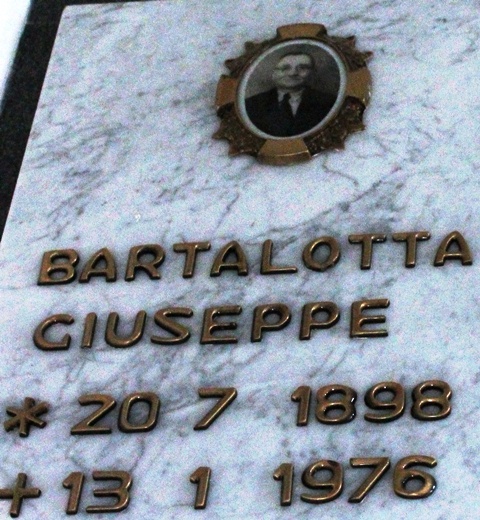 BARTALOTTA
GIUSEPPE
* 20 7 1898
+ 13 1 1976